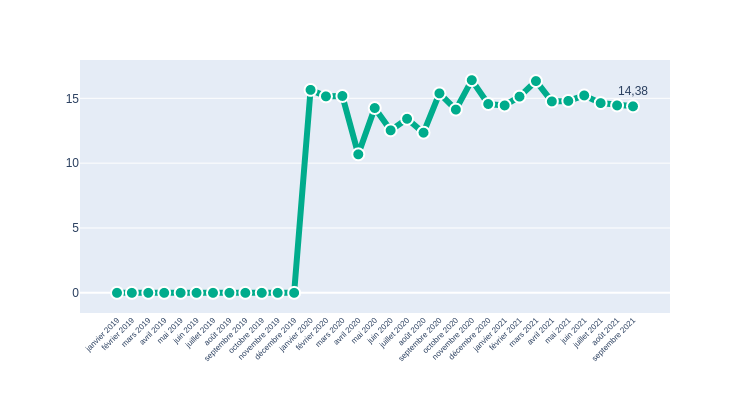 14,38
15
10
5
0
janvier 2019
février 2019
mars 2019
avril 2019
mai 2019
juin 2019
juillet 2019
août 2019
septembre 2019
octobre 2019
novembre 2019
décembre 2019
janvier 2020
février 2020
mars 2020
avril 2020
mai 2020
juin 2020
juillet 2020
août 2020
septembre 2020
octobre 2020
novembre 2020
décembre 2020
janvier 2021
février 2021
mars 2021
avril 2021
mai 2021
juin 2021
juillet 2021
août 2021
septembre 2021